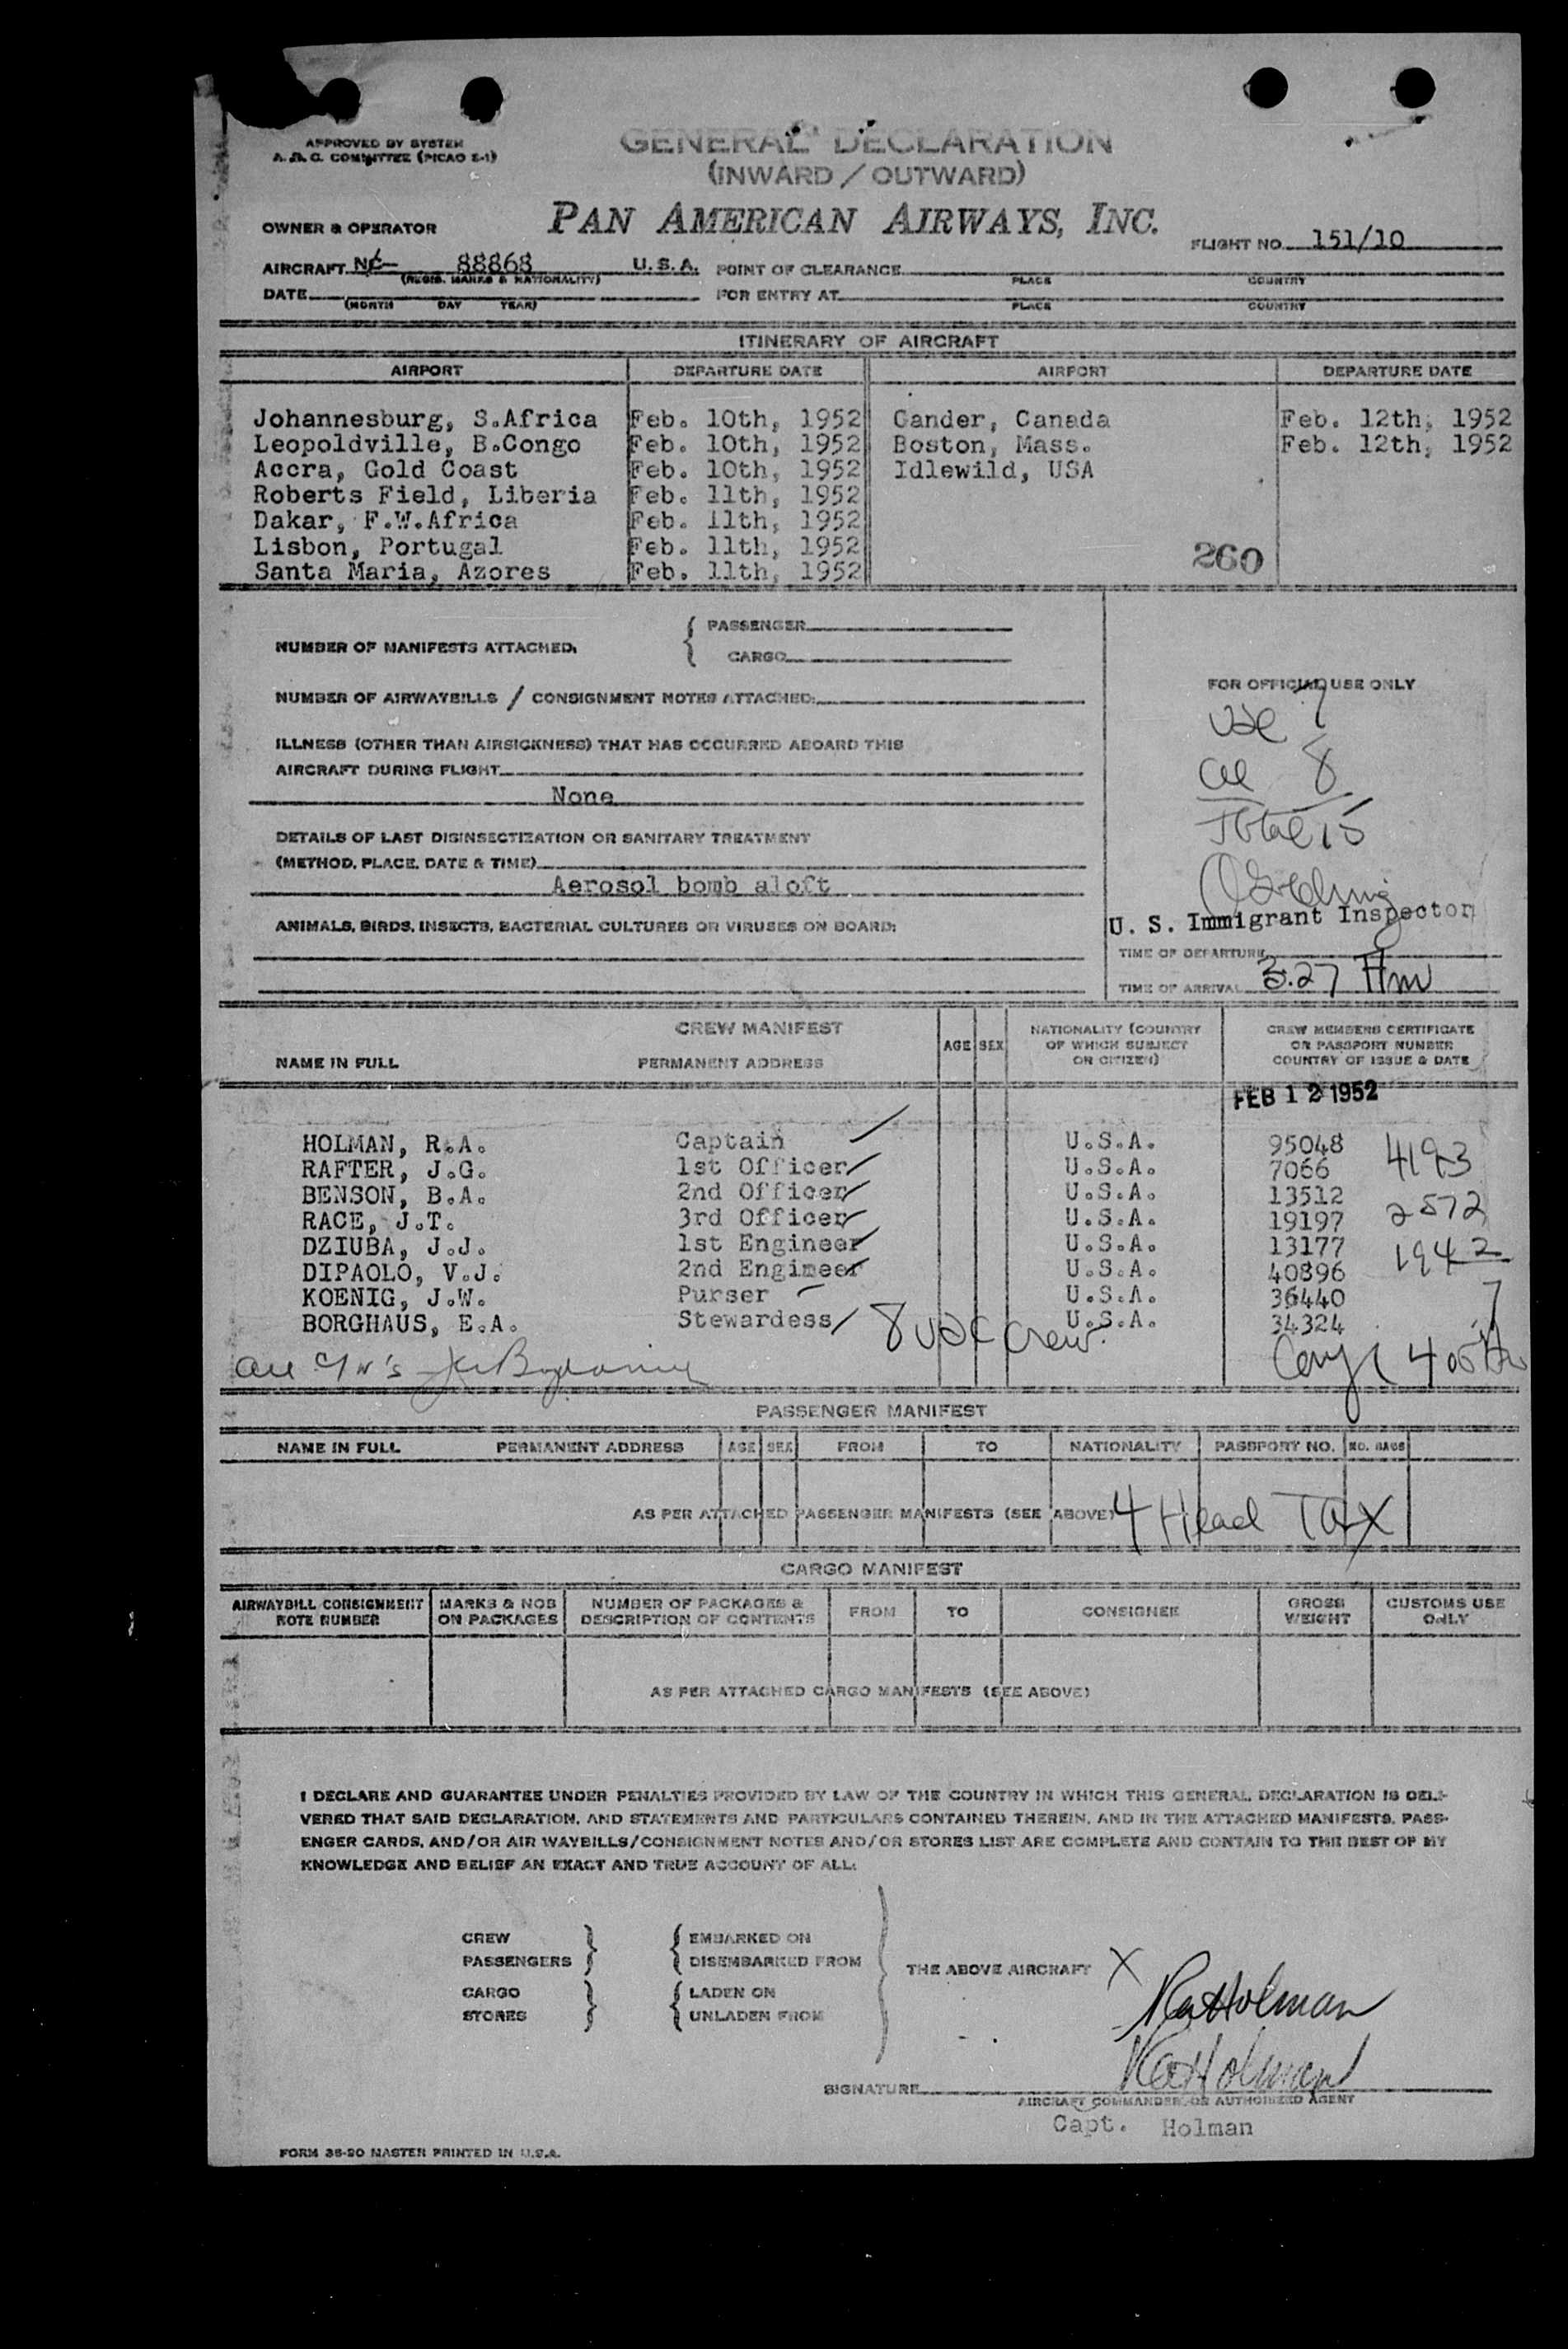 APPROVED BY SYSTEM
A. & C. COMMITTEE (PICAO E-1)
GENERAL DECLARATION
(INWARD / OUTWARD)
OWNER & OPERATOR PAN AMERICAN AIRWAYS, INC.
FLIGHT NO. 151/10
AIRCRAFT 88868 U.S.A. POINT OF CLEARANCE
(REGIS. MARKS & NATIONALITY) PLACE COUNTRY
DATE FOR ENTRY AT
(MONTH DAY YEAR) PLACE COUNTRY
ITINERARY OF AIRCRAFT
AIRPORT DEPARTURE DATE AIRPORT DEPARTURE DATE
Johannesburg, S.Africa Feb. 10th, 1952 Gander, Canada Feb. 12th, 1952
Leopoldville, B.Congo Feb. 10th, 1952 Boston, Mass. Feb. 12th, 1952
Accra, Gold Coast Feb. 10th, 1952 Idlewild, USA
Roberts Field, Liberia Feb. 11th, 1952
Dakar, F.W.Africa Feb. 11th, 1952
Lisbon, Portugal Feb. 11th, 1952
Santa Maria, Azores Feb. 11th, 1952
260
NUMBER OF MANIFESTS ATTACHED:
PASSENGER
CARGO
NUMBER OF AIRWAYBILLS / CONSIGNMENT NOTES ATTACHED:
ILLNESS (OTHER THAN AIRSICKNESS) THAT HAS OCCURRED ABOARD THIS
AIRCRAFT DURING FLIGHT
None
DETAILS OF LAST DISINSECTIZATION OR SANITARY TREATMENT
(METHOD, PLACE, DATE & TIME)
Aerosol bomb aloft
ANIMALS, BIRDS, INSECTS, BACTERIAL CULTURES OR VIRUSES ON BOARD:
FOR OFFICIAL USE ONLY
USC 7
8
Total 15
U. S. Immigrant Inspector
TIME OF DEPARTURE
TIME OF ARRIVAL 3.27 Am
CREW MANIFEST
NAME IN FULL PERMANENT ADDRESS AGE SEX NATIONALITY (COUNTRY OF WHICH SUBJECT OR CITIZEN) CREW MEMBERS CERTIFICATE OR PASSPORT NUMBER COUNTRY OF ISSUE & DATE
FEB 12 1952
HOLMAN, R.A. Captain U.S.A. 95048
RAFTER, J.G. 1st Officer U.S.A. 7066 4193
BENSON, B.A. 2nd Officer U.S.A. 13512
RACE, J.T. 3rd Officer U.S.A. 19197 2572
DZIUBA, J.J. 1st Engineer U.S.A. 13177 1942
DIPAOLO, V.J. 2nd Engineer U.S.A. 40896
KOENIG, J.W. Purser U.S.A. 36440 7
BORGHAUS, E.A. Stewardess U.S.A. 34324
8 USC Crew
PASSENGER MANIFEST
NAME IN FULL PERMANENT ADDRESS AGE SEX FROM TO NATIONALITY PASSPORT NO. NO. BAGS
AS PER ATTACHED PASSENGER MANIFESTS (SEE ABOVE) 4 Head Tax
CARGO MANIFEST
AIRWAYBILL CONSIGNMENT NOTE NUMBER MARKS & NOS ON PACKAGES NUMBER OF PACKAGES & DESCRIPTION OF CONTENTS FROM TO CONSIGNEE GROSS WEIGHT CUSTOMS USE ONLY
AS PER ATTACHED CARGO MANIFESTS (SEE ABOVE)
I DECLARE AND GUARANTEE UNDER PENALTIES PROVIDED BY LAW OF THE COUNTRY IN WHICH THIS GENERAL DECLARATION IS DELI-
VERED THAT SAID DECLARATION, AND STATEMENTS AND PARTICULARS CONTAINED THEREIN, AND IN THE ATTACHED MANIFESTS, PASS-
ENGER CARDS, AND/OR AIR WAYBILLS/CONSIGNMENT NOTES AND/OR STORES LIST ARE COMPLETE AND CONTAIN TO THE BEST OF MY
KNOWLEDGE AND BELIEF AN EXACT AND TRUE ACCOUNT OF ALL:
CREW EMBARKED ON
PASSENGERS DISEMBARKED FROM
THE ABOVE AIRCRAFT X
CARGO LADEN ON
STORES UNLADEN FROM
RA Holman
RA Holman
SIGNATURE
AIRCRAFT COMMANDER OR AUTHORIZED AGENT
Capt. Holman
FORM 36-20 MASTER PRINTED IN U.S.A.